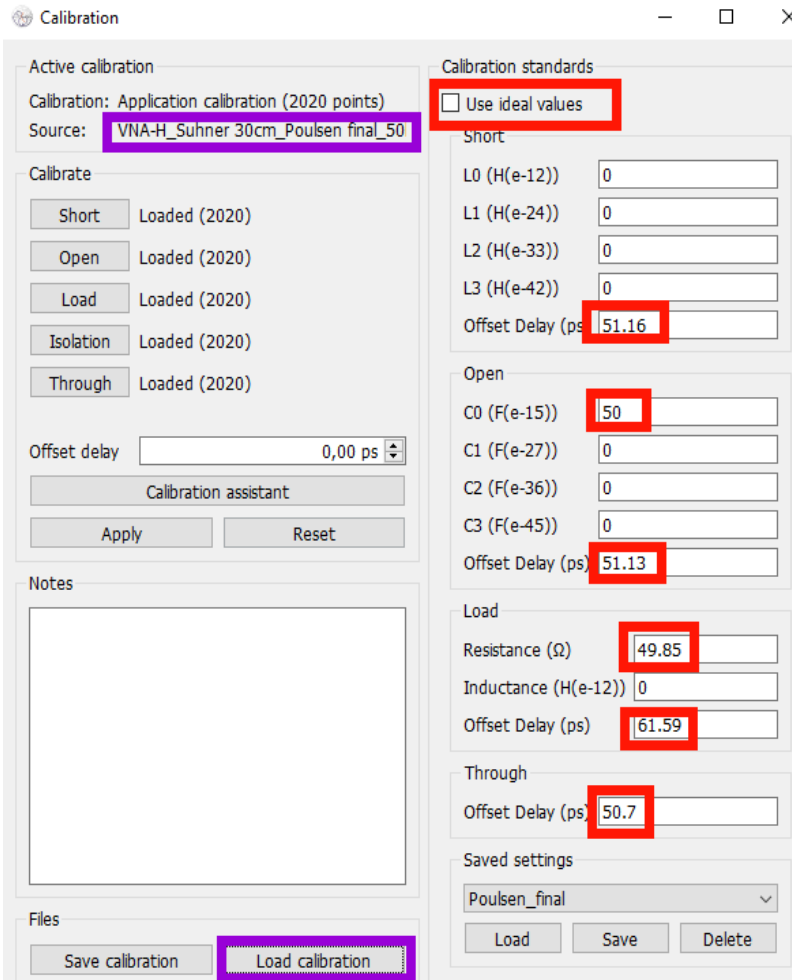 Calibration
Active calibration
Calibration: Application calibration (2020 points)
Source: VNA-H_Suhner 30cm_Poulsen final_50
Calibrate
Short Loaded (2020)
Open Loaded (2020)
Load Loaded (2020)
Isolation Loaded (2020)
Through Loaded (2020)
Offset delay 0,00 ps
Calibration assistant
Apply Reset
Notes
Files
Save calibration Load calibration
Calibration standards
Use ideal values
Short
L0 (H(e-12)) 0
L1 (H(e-24)) 0
L2 (H(e-33)) 0
L3 (H(e-42)) 0
Offset Delay (ps 51.16
Open
C0 (F(e-15)) 50
C1 (F(e-27)) 0
C2 (F(e-36)) 0
C3 (F(e-45)) 0
Offset Delay (ps) 51.13
Load
Resistance (Ω) 49.85
Inductance (H(e-12)) 0
Offset Delay (ps) 61.59
Through
Offset Delay (ps) 50.7
Saved settings
Poulsen_final
Load Save Delete